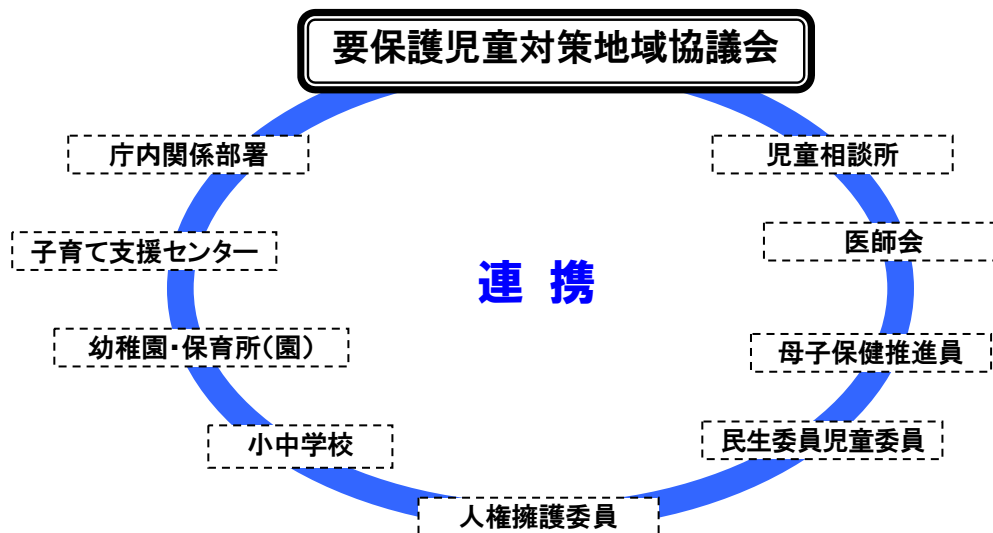 要保護児童対策地域協議会
庁内関係部署
児童相談所
子育て支援センター
医師会
連携
幼稚園・保育所(園)
母子保健推進員
小中学校
民生委員児童委員
人権擁護委員